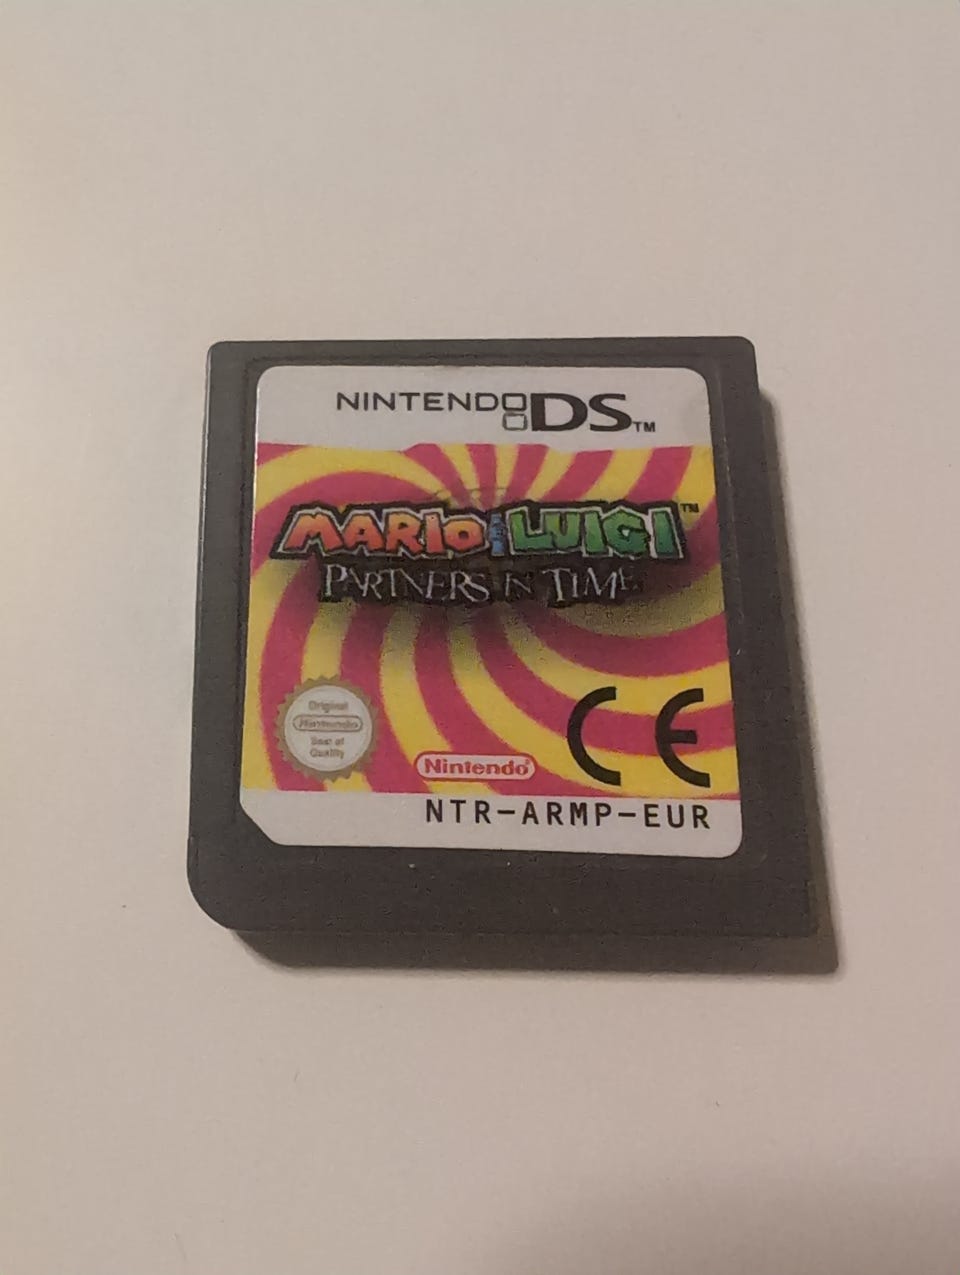 NINTENDO DS™
MARIO & LUIGI™
PARTNERS IN TIME
Original
Nintendo
Seal of
Quality
Nintendo®
CE
NTR-ARMP-EUR